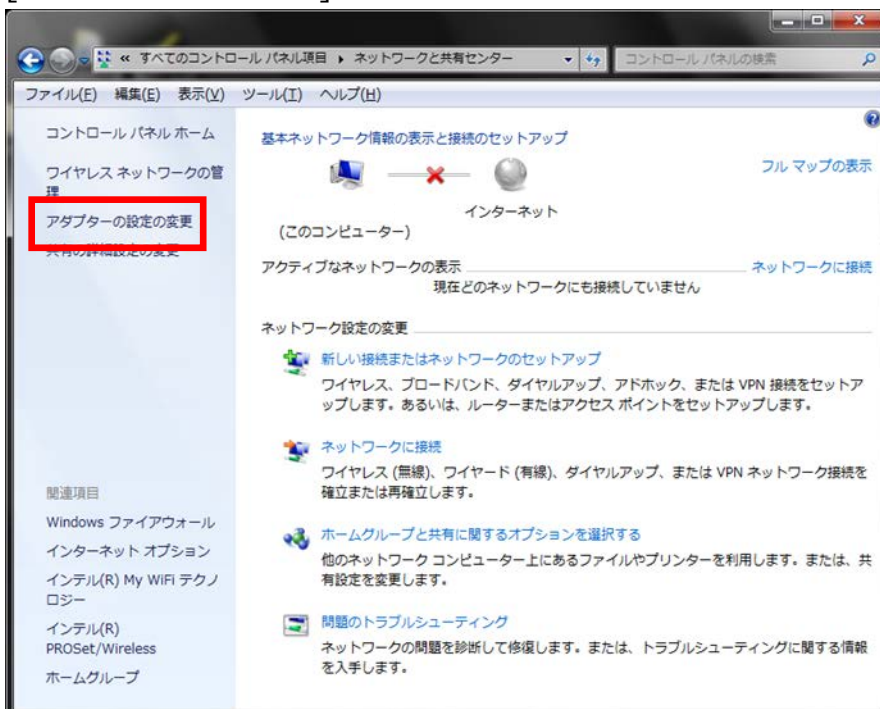 « すべてのコントロール パネル項目 ▸ ネットワークと共有センター
コントロール パネルの検索
ファイル(F) 編集(E) 表示(V) ツール(T) ヘルプ(H)
コントロール パネル ホーム
ワイヤレス ネットワークの管
理
アダプターの設定の変更
共有の詳細設定の変更
基本ネットワーク情報の表示と接続のセットアップ
フル マップの表示
インターネット
(このコンピューター)
アクティブなネットワークの表示
ネットワークに接続
現在どのネットワークにも接続していません
ネットワーク設定の変更
新しい接続またはネットワークのセットアップ
ワイヤレス、ブロードバンド、ダイヤルアップ、アドホック、または VPN 接続をセットア
ップします。あるいは、ルーターまたはアクセス ポイントをセットアップします。
ネットワークに接続
ワイヤレス (無線)、ワイヤード (有線)、ダイヤルアップ、または VPN ネットワーク接続を
確立または再確立します。
ホームグループと共有に関するオプションを選択する
他のネットワーク コンピューター上にあるファイルやプリンターを利用します。または、共
有設定を変更します。
問題のトラブルシューティング
ネットワークの問題を診断して修復します。または、トラブルシューティングに関する情報
を入手します。
関連項目
Windows ファイアウォール
インターネット オプション
インテル(R) My WiFi テクノ
ロジー
インテル(R)
PROSet/Wireless
ホームグループ